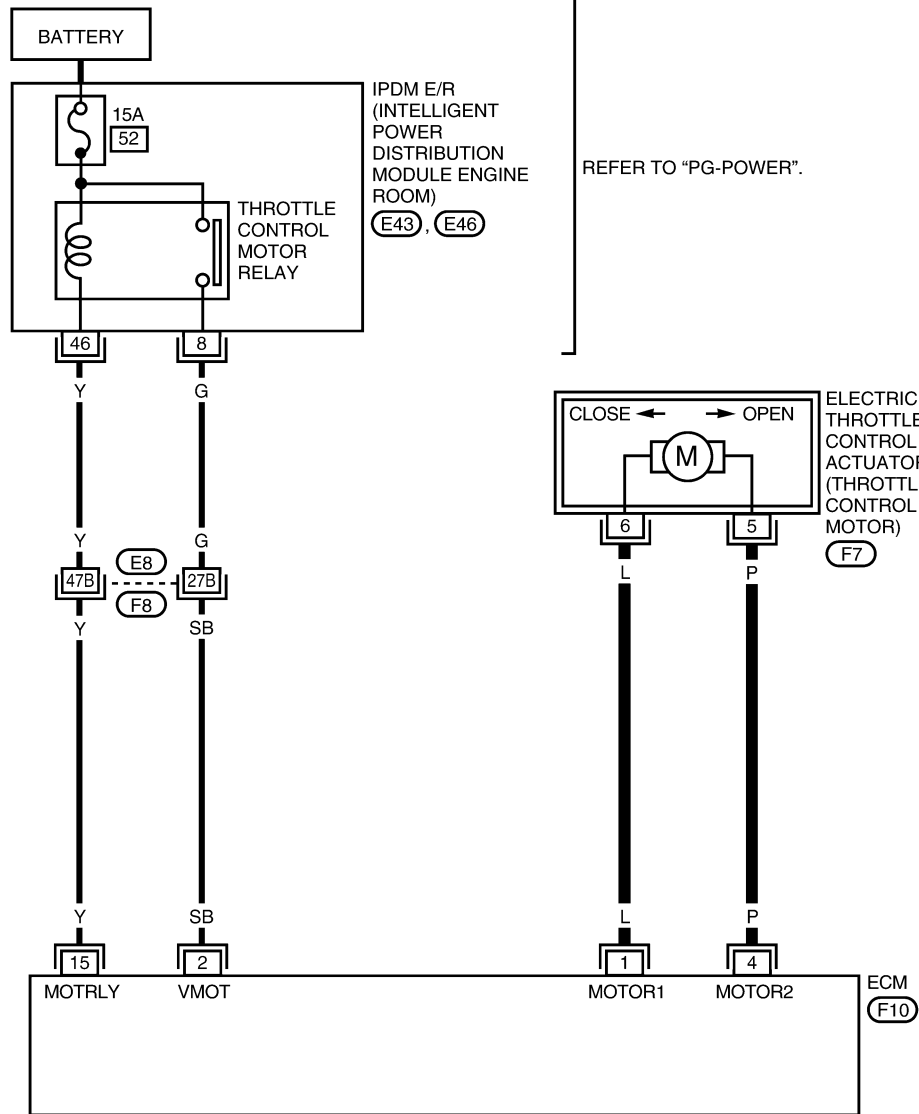 BATTERY
15A
52
IPDM E/R
(INTELLIGENT
POWER
DISTRIBUTION
MODULE ENGINE
ROOM)
E43 , E46
REFER TO “PG-POWER”.
THROTTLE
CONTROL
MOTOR
RELAY
46 8
Y G
CLOSE OPEN
M
6 5
ELECTRIC
THROTTLE
CONTROL
ACTUATOR
(THROTTL
CONTROL
MOTOR)
F7
Y G
47B E8 27B
F8
Y SB
L P
Y SB L P
15 2 1 4
MOTRLY VMOT MOTOR1 MOTOR2
ECM
F10